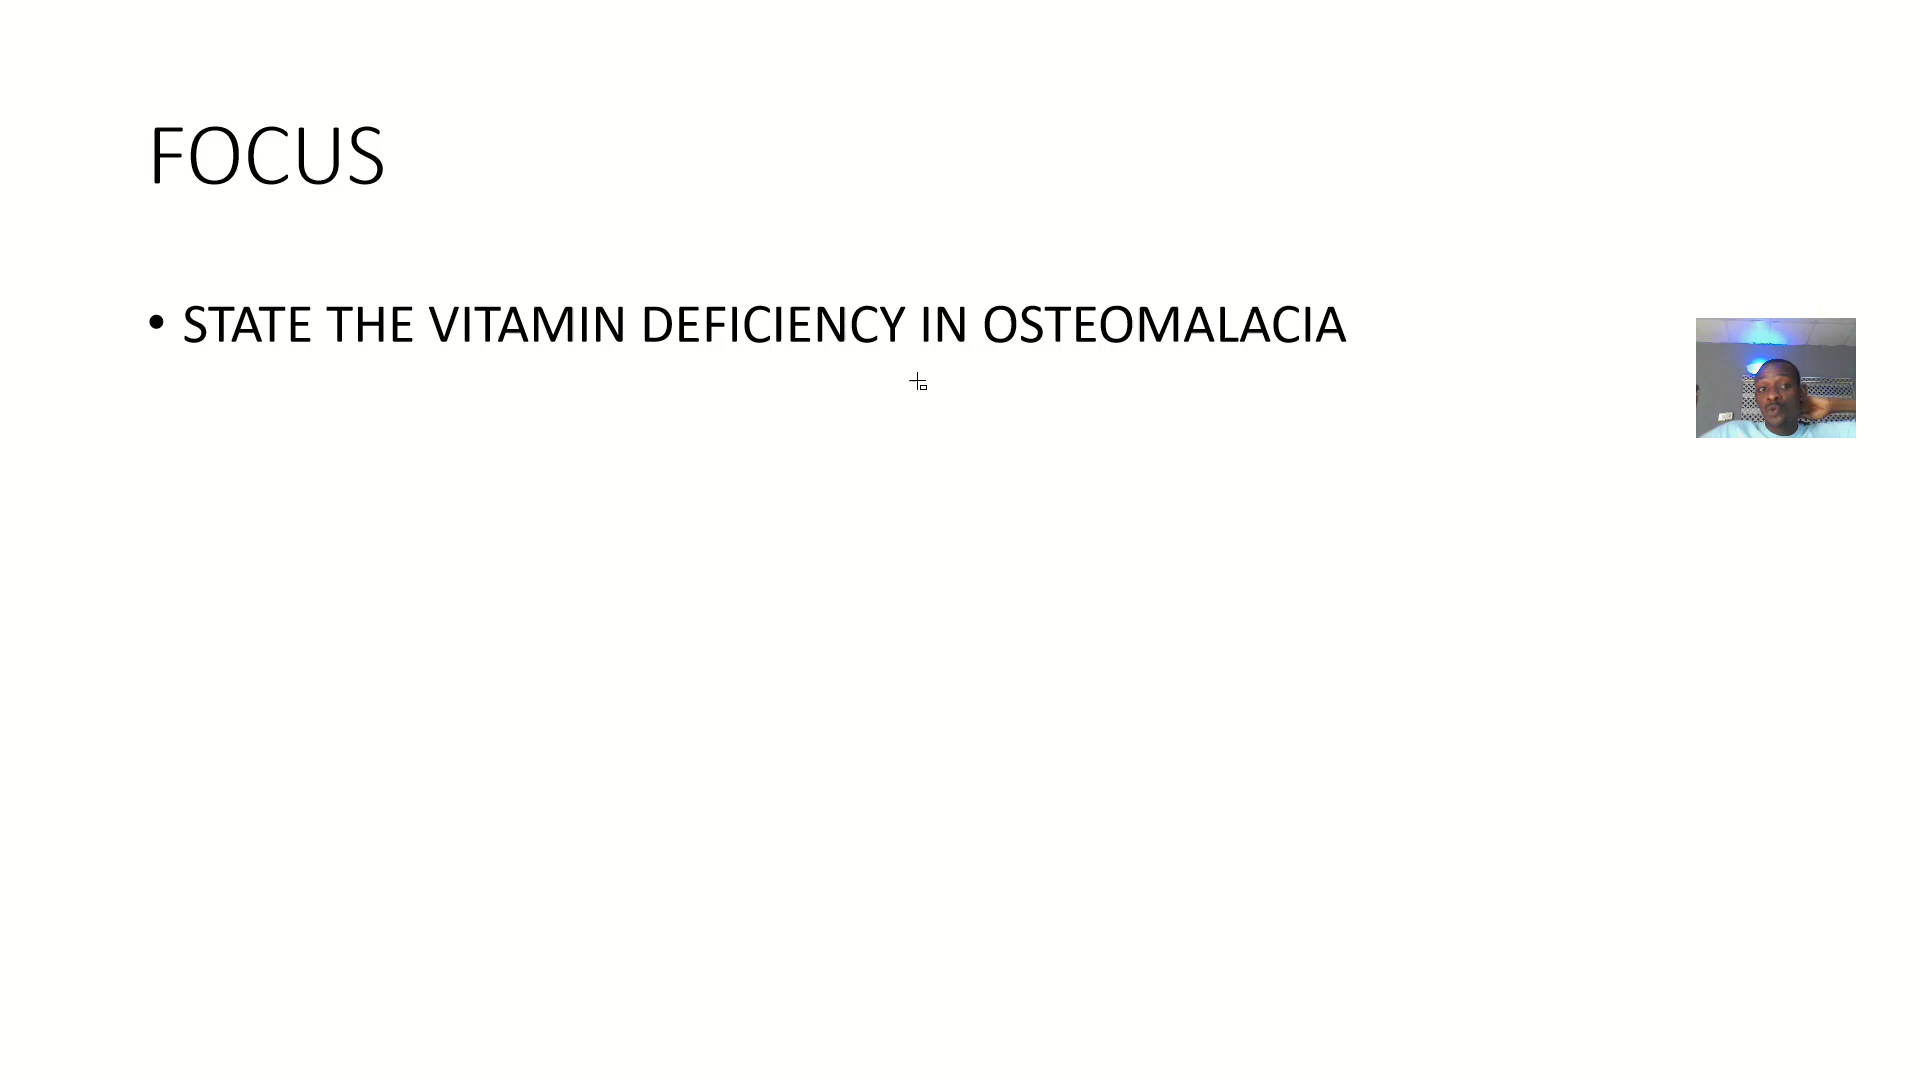 FOCUS
• STATE THE VITAMIN DEFICIENCY IN OSTEOMALACIA